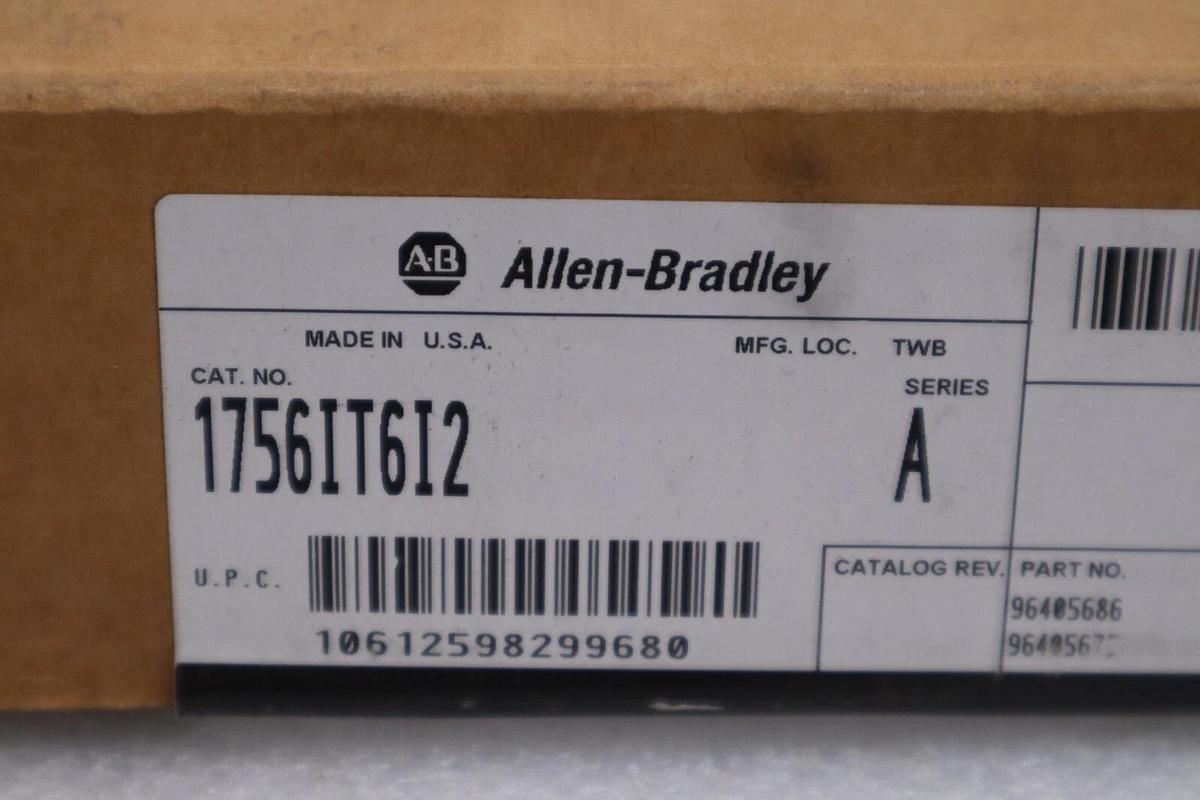 A-B Allen-Bradley
MADE IN U.S.A. MFG. LOC. TWB
CAT. NO. SERIES
1756IT6I2 A
U.P.C.
10612598299680
CATALOG REV. PART NO.
96405686